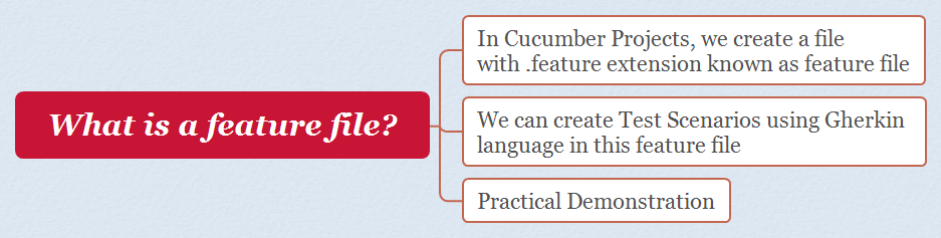 What is a feature file?
In Cucumber Projects, we create a file
with .feature extension known as feature file
We can create Test Scenarios using Gherkin
language in this feature file
Practical Demonstration